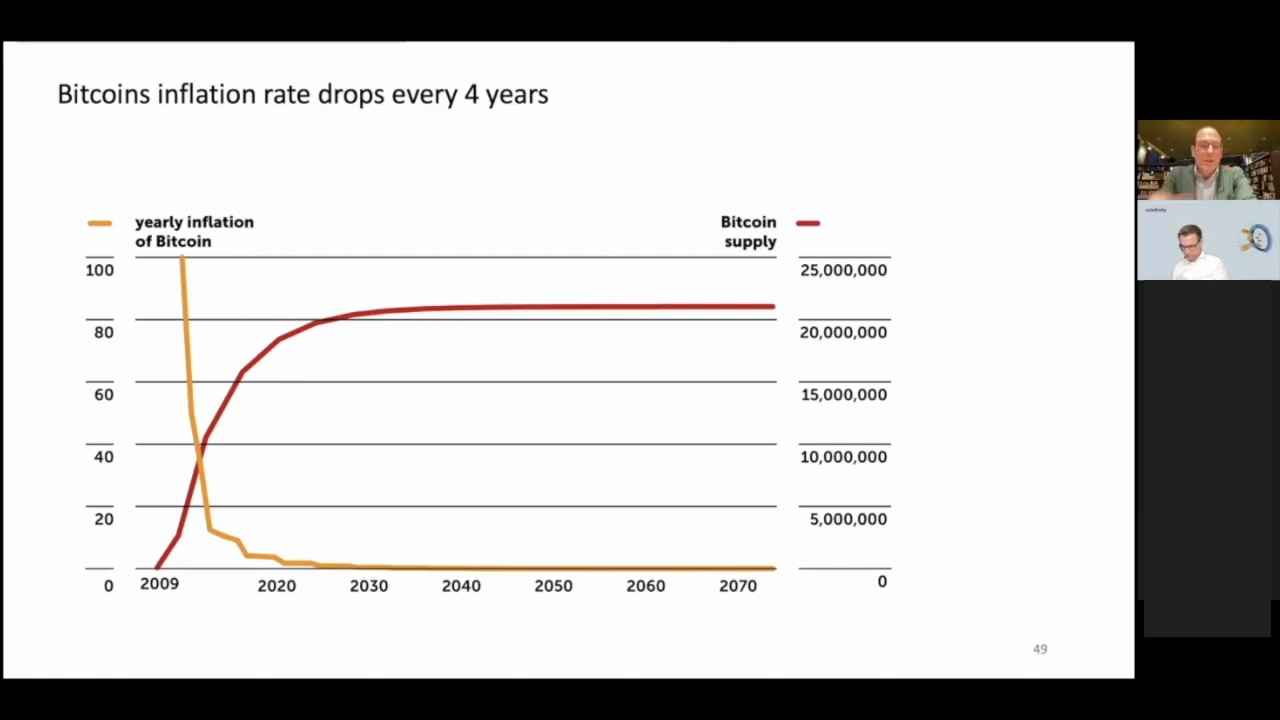 Bitcoins inflation rate drops every 4 years
yearly inflation
of Bitcoin
Bitcoin
supply
100
80
60
40
20
0
25,000,000
20,000,000
15,000,000
10,000,000
5,000,000
0
2009 2020 2030 2040 2050 2060 2070
49
coinfinity